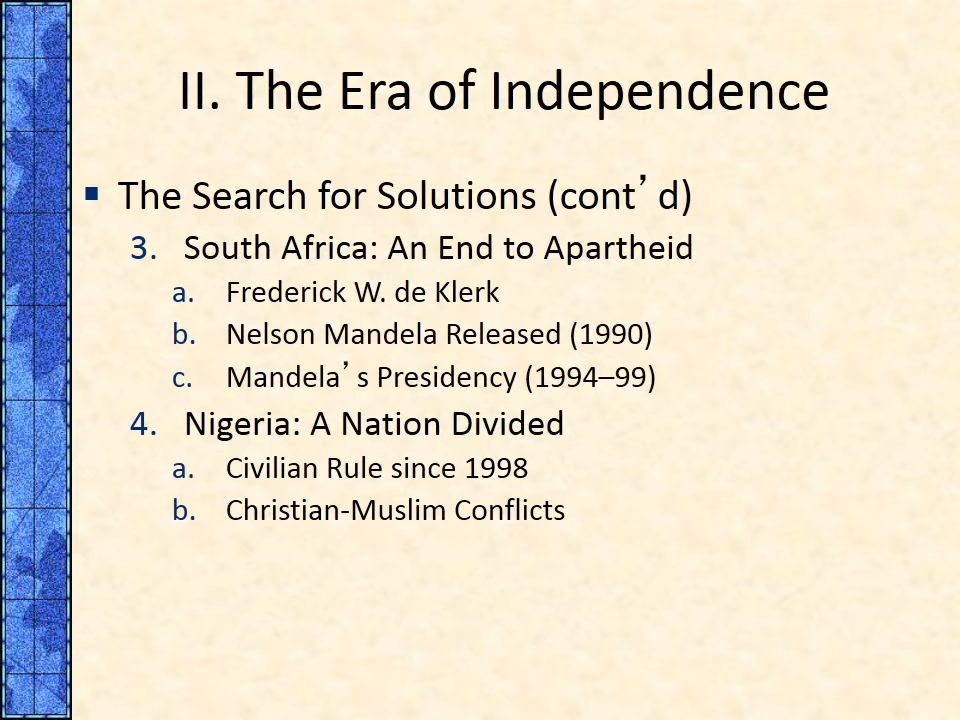 II. The Era of Independence
▪ The Search for Solutions (cont’d)
3. South Africa: An End to Apartheid
a. Frederick W. de Klerk
b. Nelson Mandela Released (1990)
c. Mandela’s Presidency (1994–99)
4. Nigeria: A Nation Divided
a. Civilian Rule since 1998
b. Christian-Muslim Conflicts